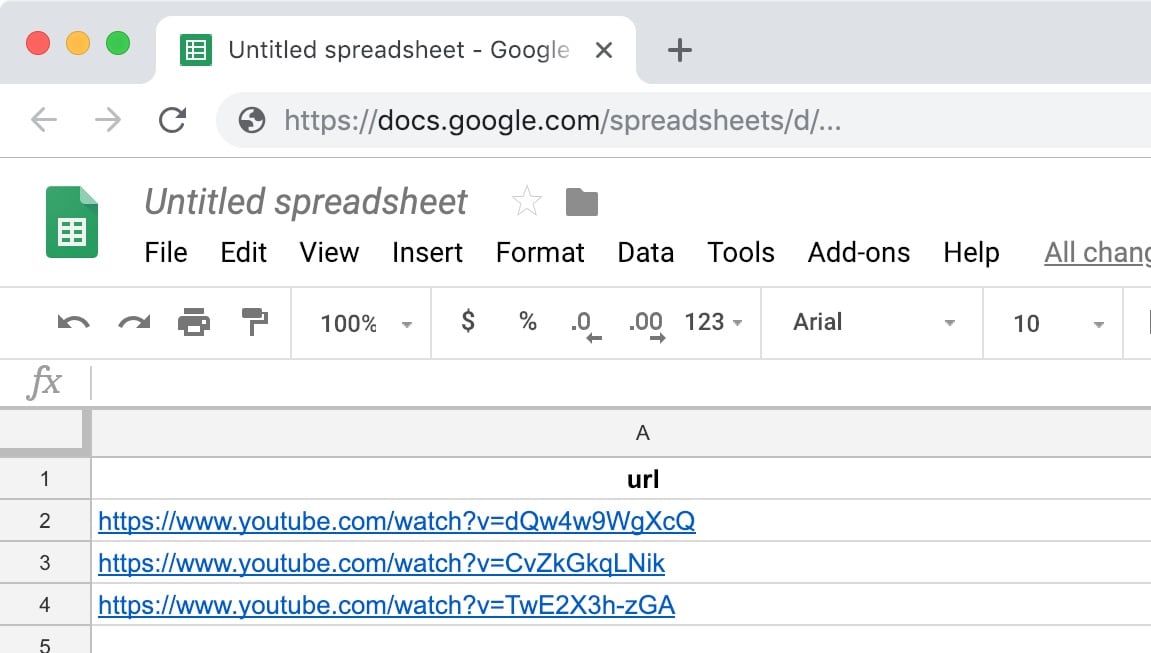 Untitled spreadsheet - Google
https://docs.google.com/spreadsheets/d/...
Untitled spreadsheet
File Edit View Insert Format Data Tools Add-ons Help All chang
100% $ % .0 .00 123 Arial 10
fx
A
1 url
2 https://www.youtube.com/watch?v=dQw4w9WgXcQ
3 https://www.youtube.com/watch?v=CvZkGkqLNik
4 https://www.youtube.com/watch?v=TwE2X3h-zGA
5